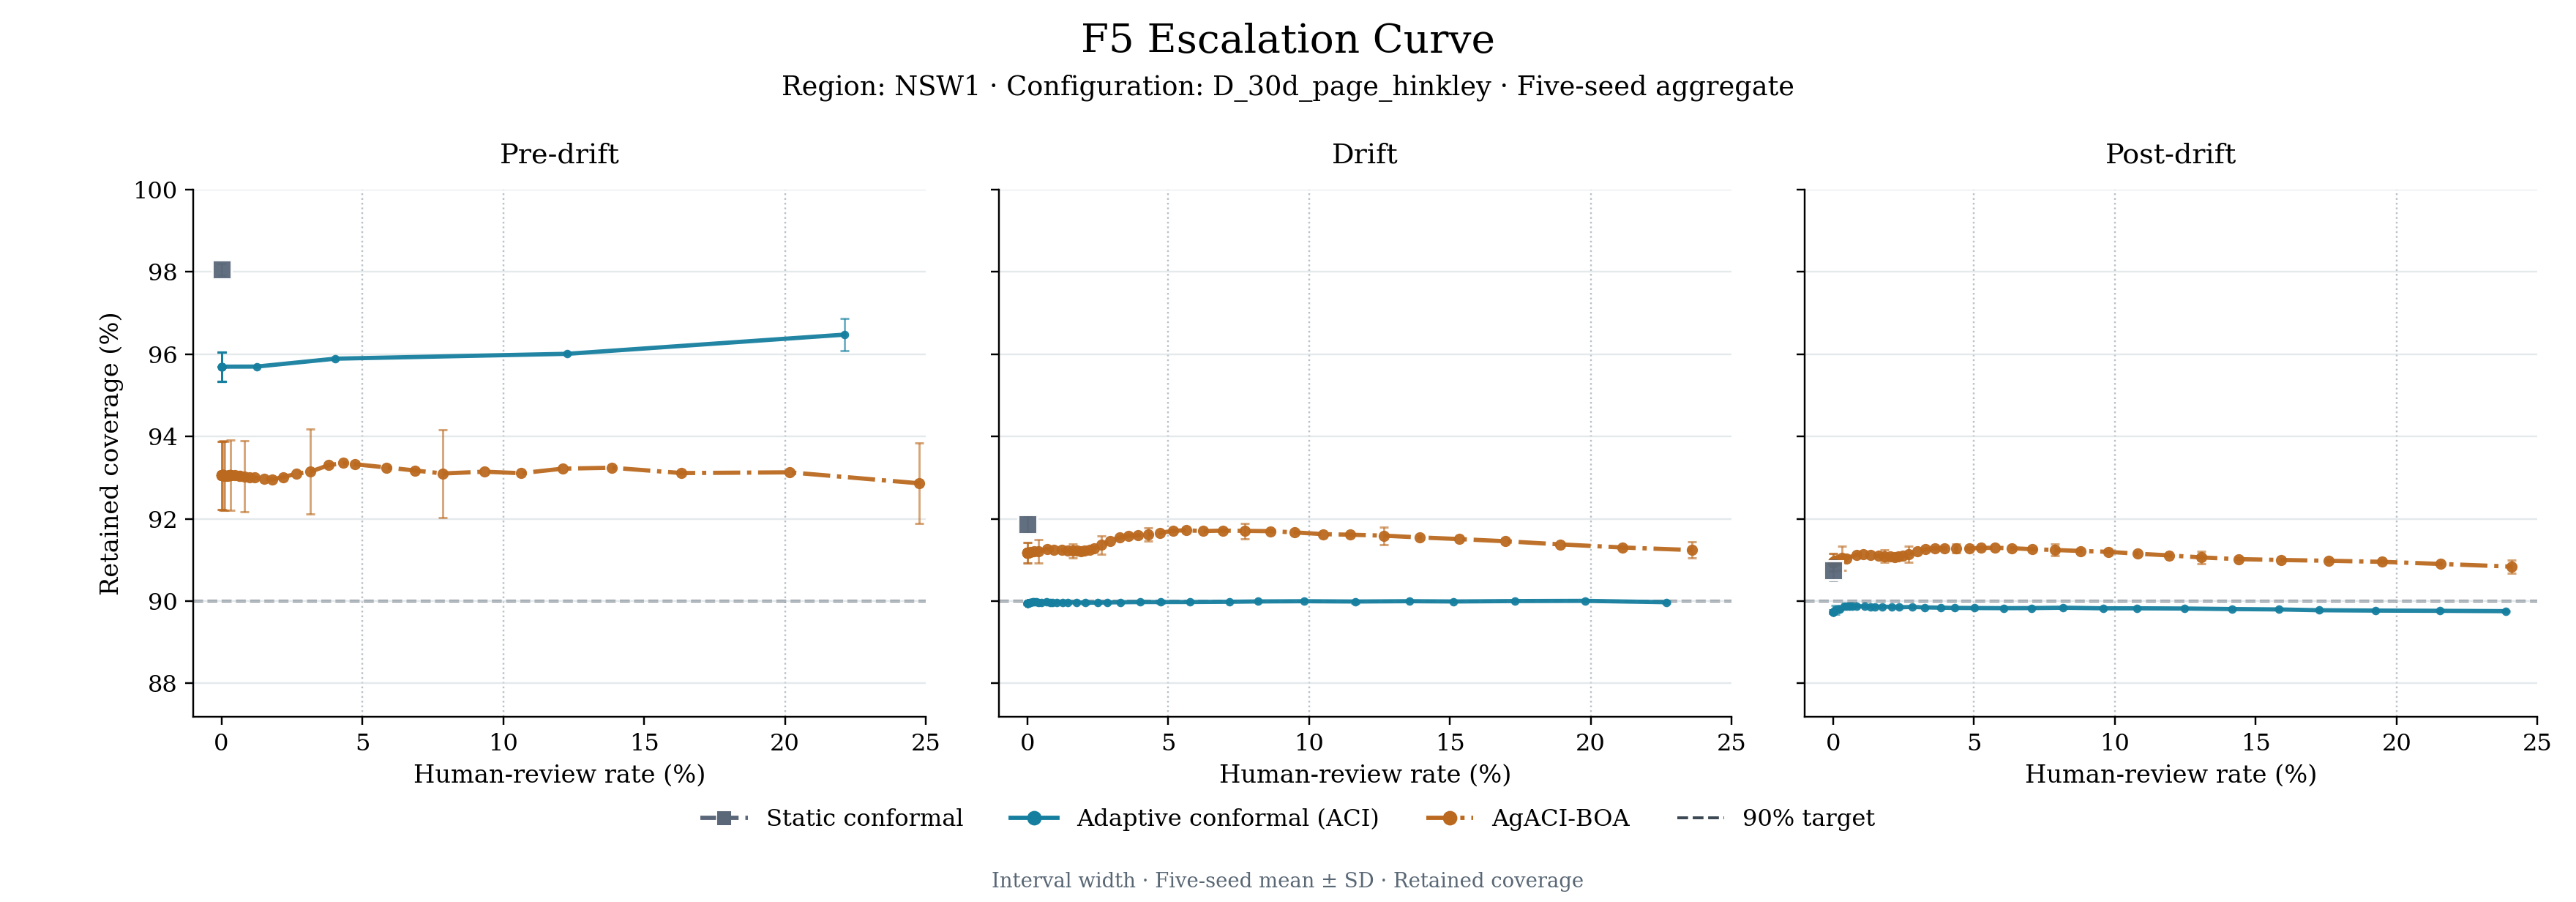 F5 Escalation Curve
Region: NSW1 · Configuration: D_30d_page_hinkley · Five-seed aggregate
Pre-drift
Drift
Post-drift
Retained coverage (%)
100
98
96
94
92
90
88
0 5 10 15 20 25
0 5 10 15 20 25
0 5 10 15 20 25
Human-review rate (%)
Human-review rate (%)
Human-review rate (%)
Static conformal
Adaptive conformal (ACI)
AgACI-BOA
90% target
Interval width · Five-seed mean ± SD · Retained coverage